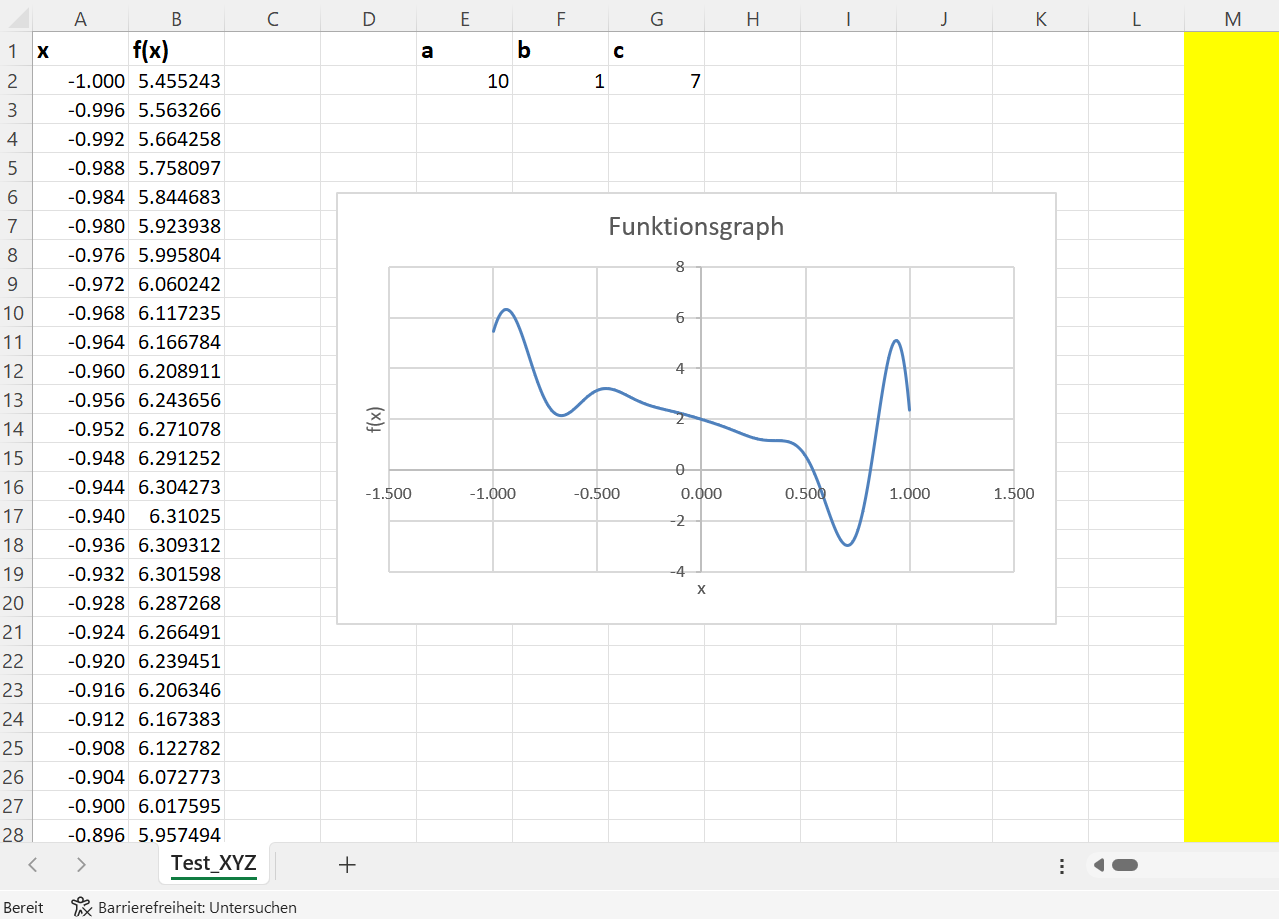 A B C D E F G H I J K L M
1 x f(x) a b c
2 -1.000 5.455243 10 1 7
3 -0.996 5.563266
4 -0.992 5.664258
5 -0.988 5.758097
6 -0.984 5.844683
7 -0.980 5.923938
8 -0.976 5.995804
9 -0.972 6.060242
10 -0.968 6.117235
11 -0.964 6.166784
12 -0.960 6.208911
13 -0.956 6.243656
14 -0.952 6.271078
15 -0.948 6.291252
16 -0.944 6.304273
17 -0.940 6.31025
18 -0.936 6.309312
19 -0.932 6.301598
20 -0.928 6.287268
21 -0.924 6.266491
22 -0.920 6.239451
23 -0.916 6.206346
24 -0.912 6.167383
25 -0.908 6.122782
26 -0.904 6.072773
27 -0.900 6.017595
28 -0.896 5.957494
Funktionsgraph
8
6
4
2
0
-1.500 -1.000 -0.500 0.000 0.500 1.000 1.500
-2
-4
f(x)
x
Test_XYZ
Bereit Barrierefreiheit: Untersuchen